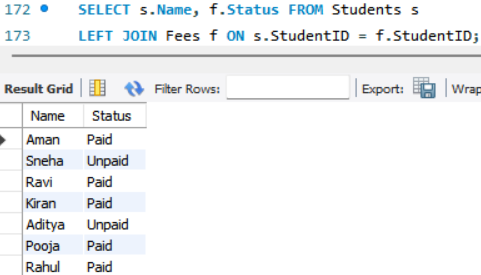 172 SELECT s.Name, f.Status FROM Students s
173 LEFT JOIN Fees f ON s.StudentID = f.StudentID;
Result Grid Filter Rows: Export: Wrap
Name Status
Aman Paid
Sneha Unpaid
Ravi Paid
Kiran Paid
Aditya Unpaid
Pooja Paid
Rahul Paid